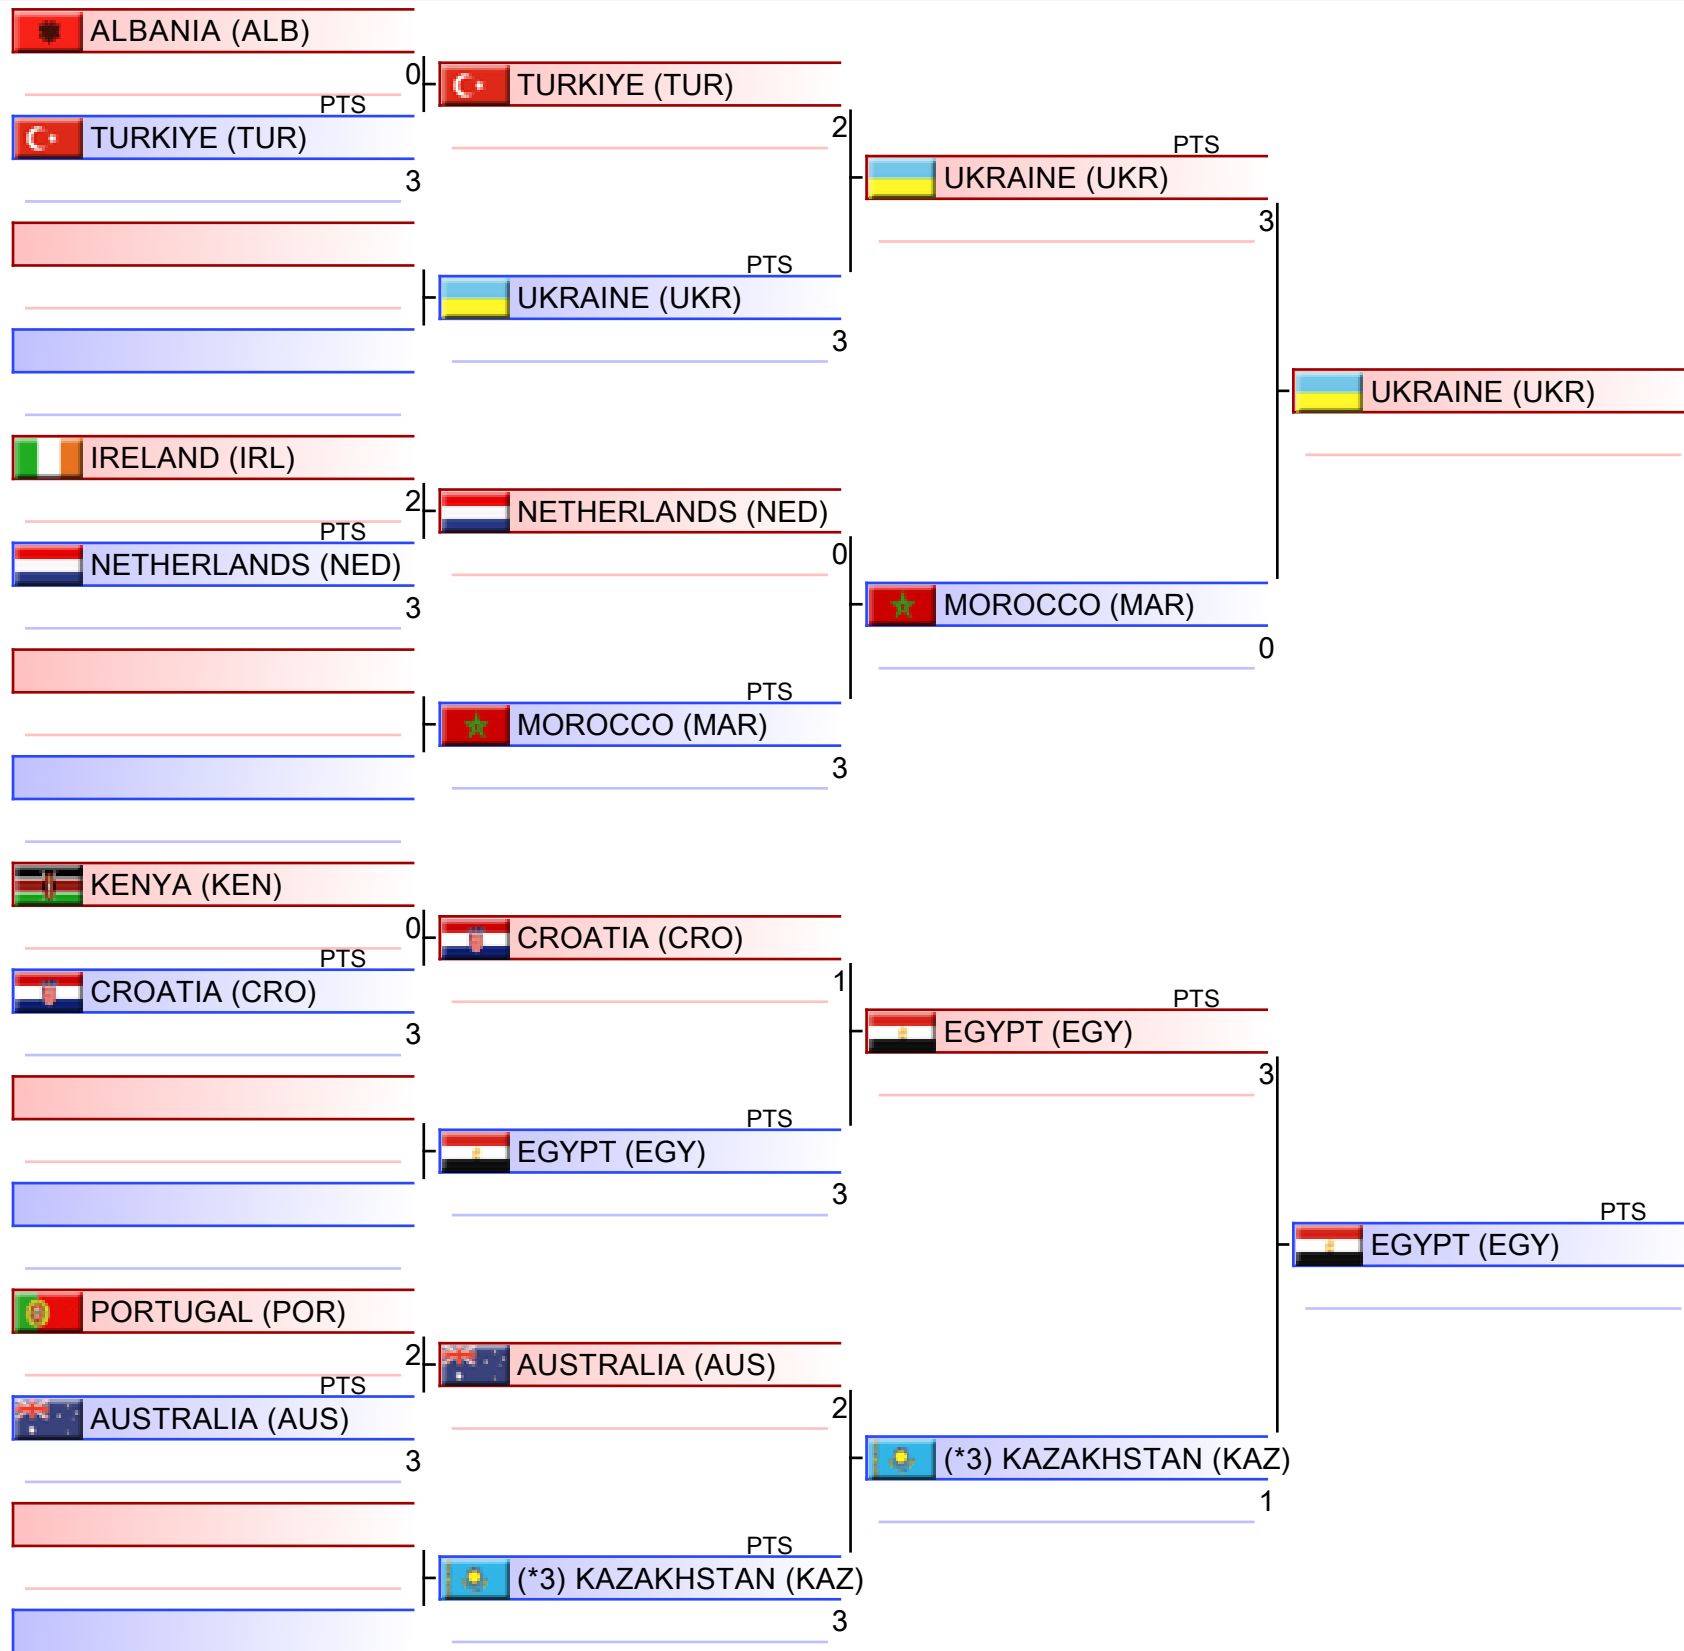 ALBANIA (ALB)
0
PTS
TURKIYE (TUR)
3
IRELAND (IRL)
2
PTS
NETHERLANDS (NED)
3
KENYA (KEN)
0
PTS
CROATIA (CRO)
3
PORTUGAL (POR)
2
PTS
AUSTRALIA (AUS)
3
TURKIYE (TUR)
2
PTS
UKRAINE (UKR)
3
NETHERLANDS (NED)
0
PTS
MOROCCO (MAR)
3
CROATIA (CRO)
1
PTS
EGYPT (EGY)
3
AUSTRALIA (AUS)
2
PTS
(*3) KAZAKHSTAN (KAZ)
3
PTS
UKRAINE (UKR)
3
MOROCCO (MAR)
0
PTS
EGYPT (EGY)
3
(*3) KAZAKHSTAN (KAZ)
1
UKRAINE (UKR)
PTS
EGYPT (EGY)